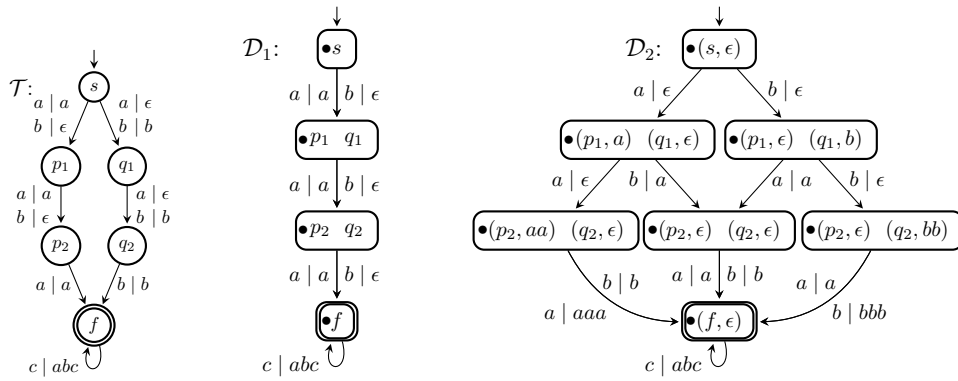 𝒯:
s
a | a
b | ϵ
a | ϵ
b | b
p₁
q₁
a | a
b | ϵ
a | ϵ
b | b
p₂
q₂
a | a
b | b
f
c | abc
𝒟₁:
•s
a | a
b | ϵ
•p₁ q₁
a | a
b | ϵ
•p₂ q₂
a | a
b | ϵ
•f
c | abc
𝒟₂:
•(s, ϵ)
a | ϵ
b | ϵ
•(p₁, a) (q₁, ϵ)
•(p₁, ϵ) (q₁, b)
a | ϵ
b | a
a | a
b | ϵ
•(p₂, aa) (q₂, ϵ)
•(p₂, ϵ) (q₂, ϵ)
•(p₂, ϵ) (q₂, bb)
b | b
a | aaa
a | a
b | b
a | a
b | bbb
•(f, ϵ)
c | abc